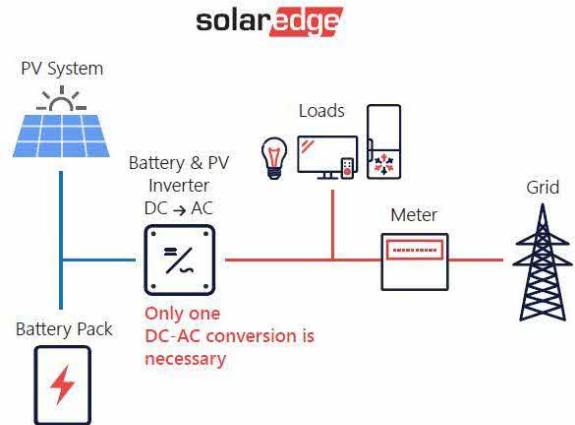 solaredge
PV System
Loads
Battery & PV
Inverter
DC → AC
Grid
Meter
Only one
DC-AC conversion is
necessary
Battery Pack